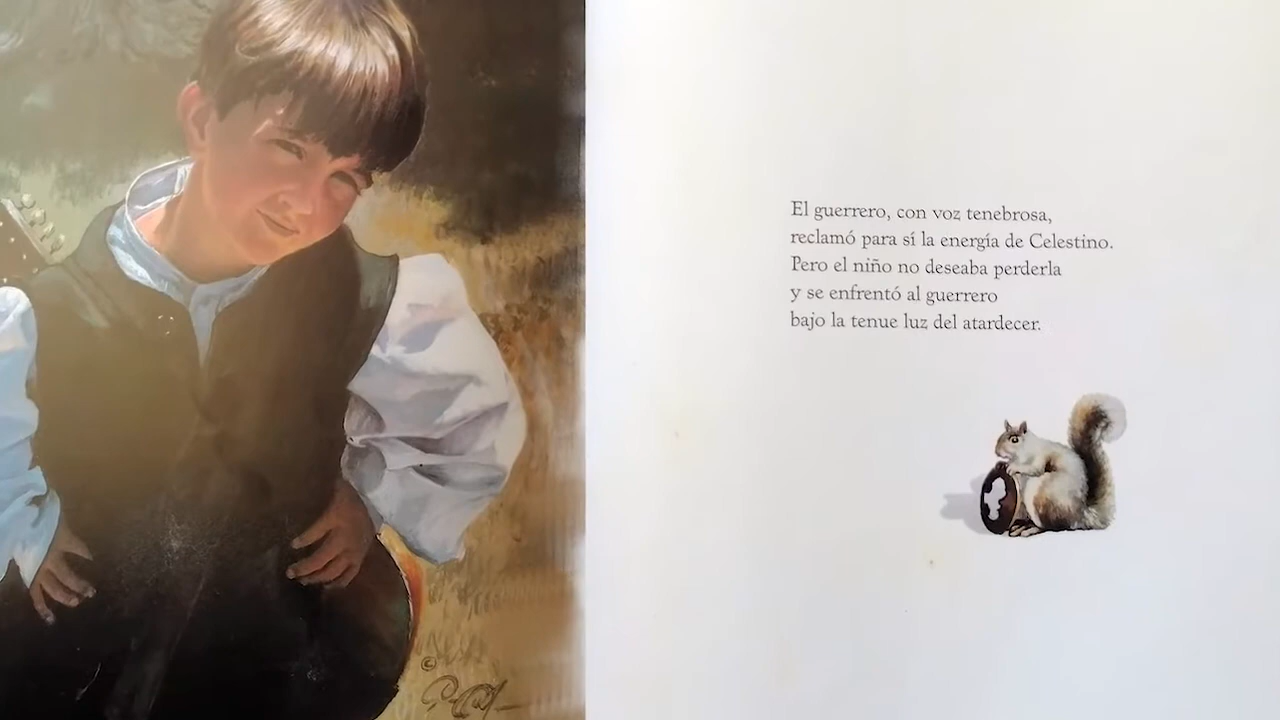 El guerrero, con voz tenebrosa,
reclamó para sí la energía de Celestino.
Pero el niño no deseaba perderla
y se enfrentó al guerrero
bajo la tenue luz del atardecer.
©